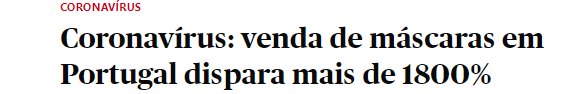 CORONAVÍRUS
Coronavírus: venda de máscaras em
Portugal dispara mais de 1800%